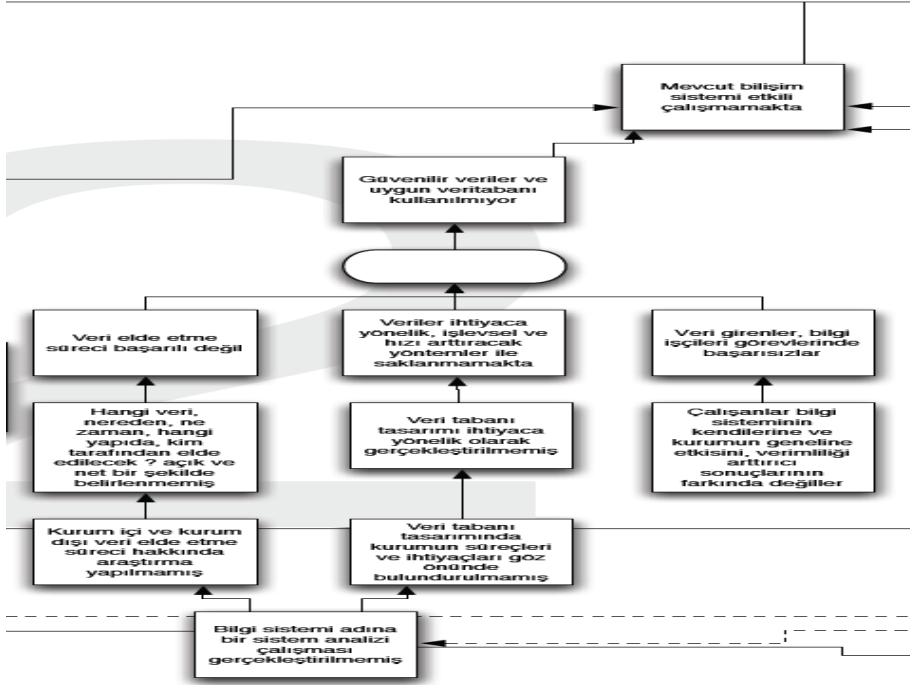 Mevcut bilişim
sistemi etkili
çalışmamakta
Güvenilir veriler ve
uygun veritabanı
kullanılmıyor
Veri elde etme
süreci başarılı değil
Veriler ihtiyaca
yönelik, işlevsel ve
hızı arttıracak
yöntemler ile
saklanmamakta
Veri girenler, bilgi
işçileri görevlerinde
başarısızlar
Hangi veri,
nereden, ne
zaman, hangi
yapıda, kim
tarafından elde
edilecek ? açık ve
net bir şekilde
belirlenmemiş
Veri tabanı
tasarımı ihtiyaca
yönelik olarak
gerçekleştirilmemiş
Çalışanlar bilgi
sisteminin
kendilerine ve
kurumun geneline
etkisini, verimliliği
arttırıcı
sonuçlarının
farkında değiller
Kurum içi ve kurum
dışı veri elde etme
süreci hakkında
araştırma
yapılmamış
Veri tabanı
tasarımında
kurumun süreçleri
ve ihtiyaçları göz
önünde
bulundurulmamış
Bilgi sistemi adına
bir sistem analizi
çalışması
gerçekleştirilmemiş